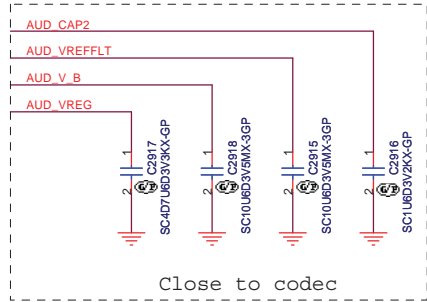 AUD_CAP2
AUD_VREFFLT
AUD_V_B
AUD_VREG
1
2
G/P
C2917
SC4D7U6D3V3KX-GP
1
2
G/P
C2918
SC10U6D3V5MX-3GP
1
2
G/P
C2915
SC10U6D3V5MX-3GP
1
2
G/P
C2916
SC1U6D3V2KX-GP
Close to codec